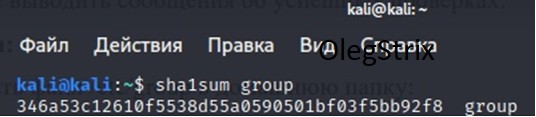 kali@kali: ~
Файл Действия Правка Вид Справка
OlegStrix
kali@kali:~$ sha1sum group
346a53c12610f5538d55a0590501bf03f5bb92f8 group